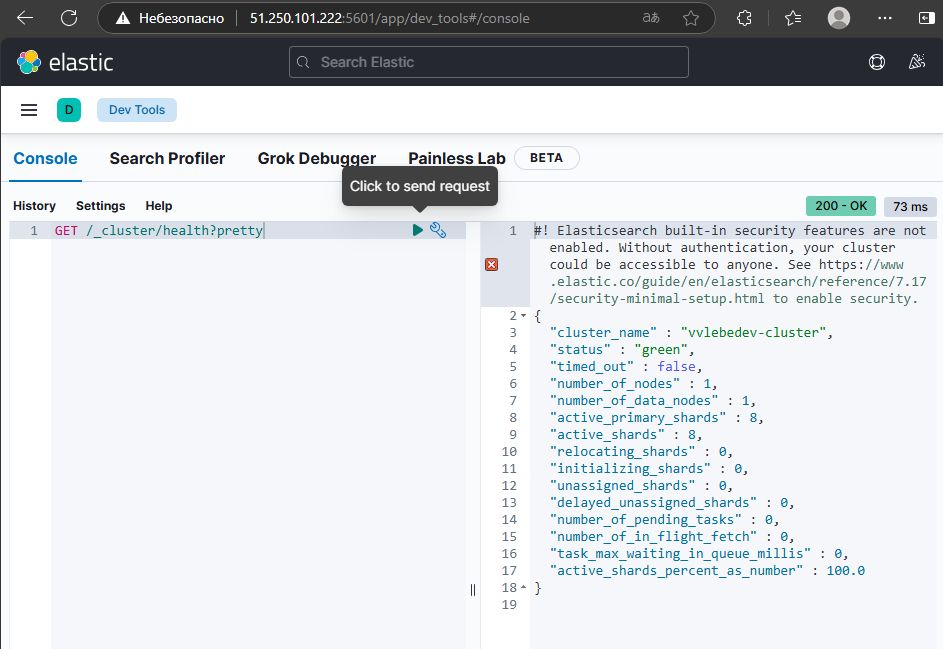 Небезопасно 51.250.101.222:5601/app/dev_tools#/console аあ
elastic Search Elastic
D Dev Tools
Console Search Profiler Grok Debugger Painless Lab BETA
Click to send request
History Settings Help 200 - OK 73 ms
1 GET /_cluster/health?pretty
1 #! Elasticsearch built-in security features are not
enabled. Without authentication, your cluster
could be accessible to anyone. See https://www
.elastic.co/guide/en/elasticsearch/reference/7.17
/security-minimal-setup.html to enable security.
2 {
3 "cluster_name" : "vvlebedev-cluster",
4 "status" : "green",
5 "timed_out" : false,
6 "number_of_nodes" : 1,
7 "number_of_data_nodes" : 1,
8 "active_primary_shards" : 8,
9 "active_shards" : 8,
10 "relocating_shards" : 0,
11 "initializing_shards" : 0,
12 "unassigned_shards" : 0,
13 "delayed_unassigned_shards" : 0,
14 "number_of_pending_tasks" : 0,
15 "number_of_in_flight_fetch" : 0,
16 "task_max_waiting_in_queue_millis" : 0,
17 "active_shards_percent_as_number" : 100.0
18 }
19